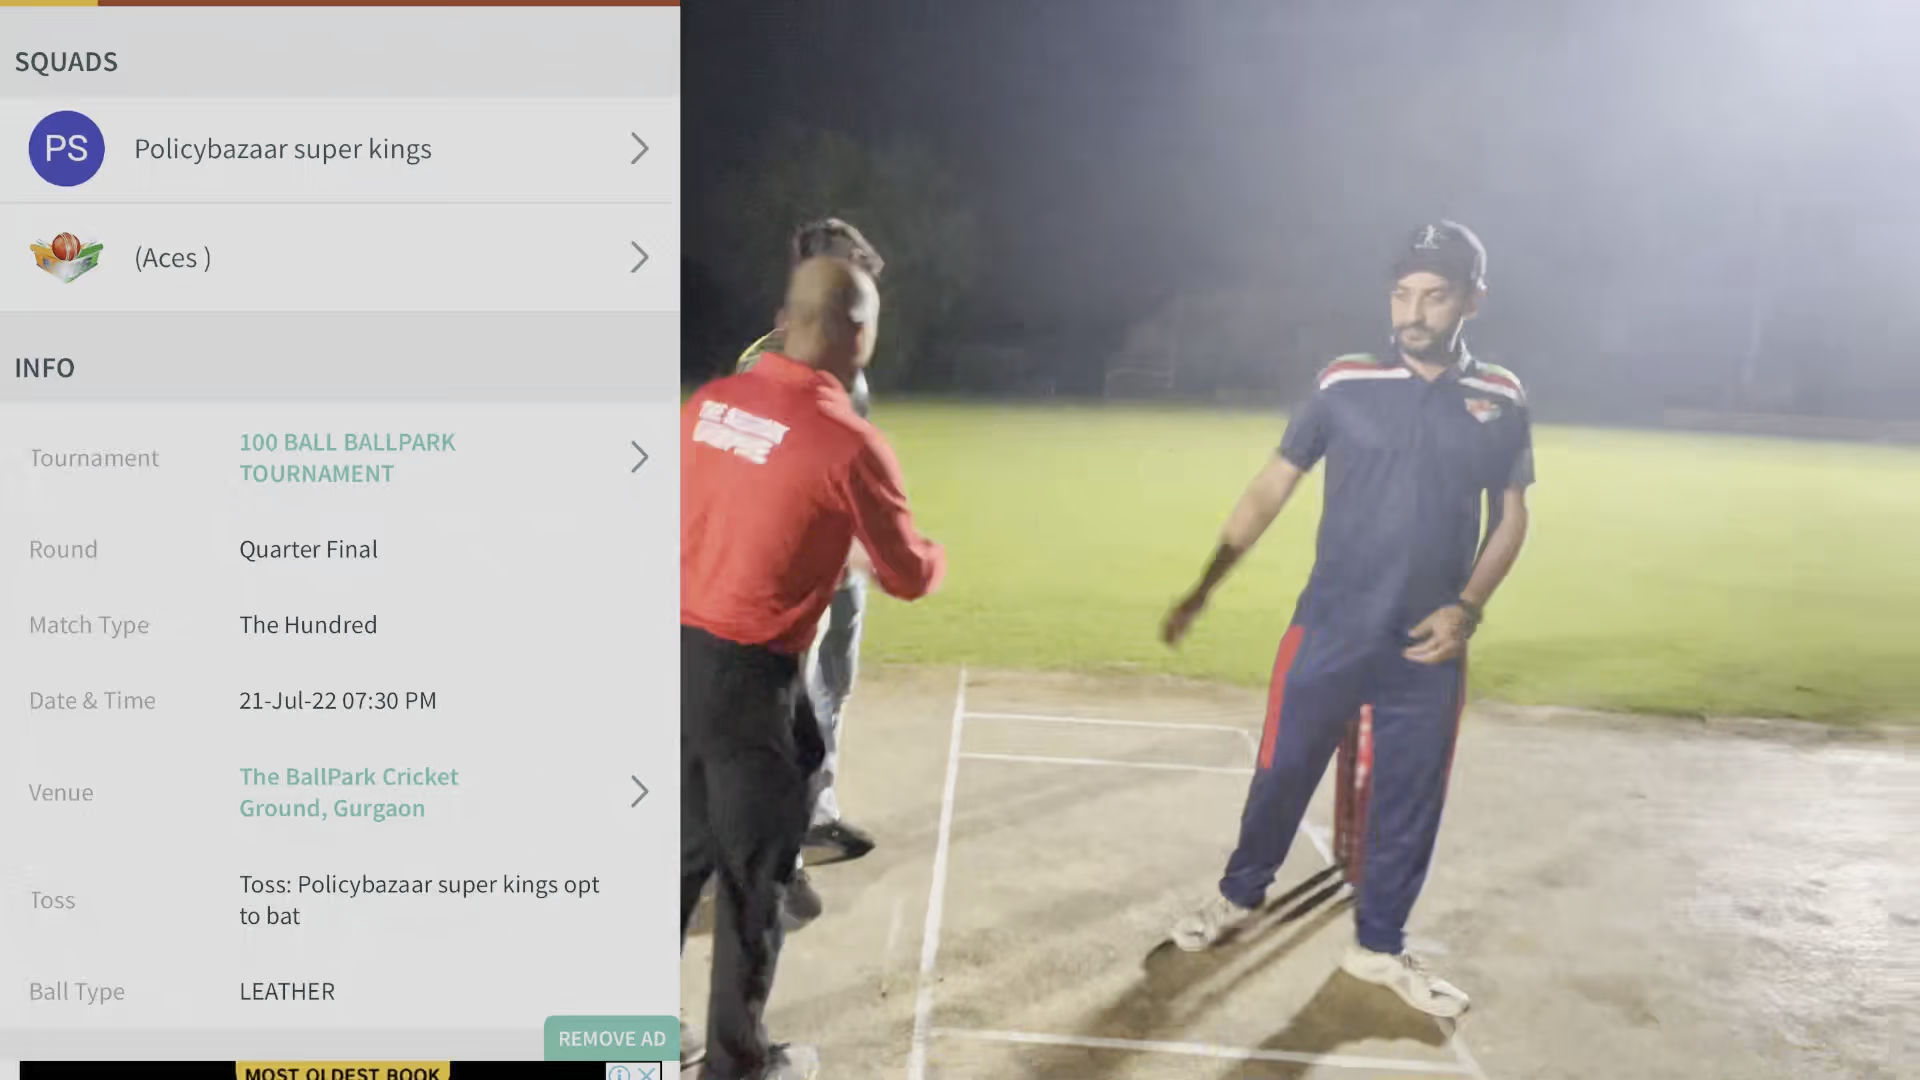 SQUADS
PS
Policybazaar super kings
(Aces )
INFO
Tournament
100 BALL BALLPARK
TOURNAMENT
Round
Quarter Final
Match Type
The Hundred
Date & Time
21-Jul-22 07:30 PM
Venue
The BallPark Cricket
Ground, Gurgaon
Toss
Toss: Policybazaar super kings opt
to bat
Ball Type
LEATHER
REMOVE AD
MOST OLDEST BOOK